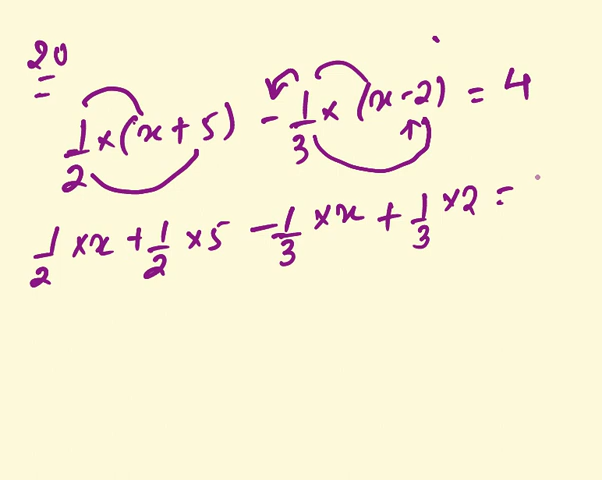 20
1/2 × (x + 5) - 1/3 × (x - 2) = 4
1/2 × x + 1/2 × 5 - 1/3 × x + 1/3 × 2 =